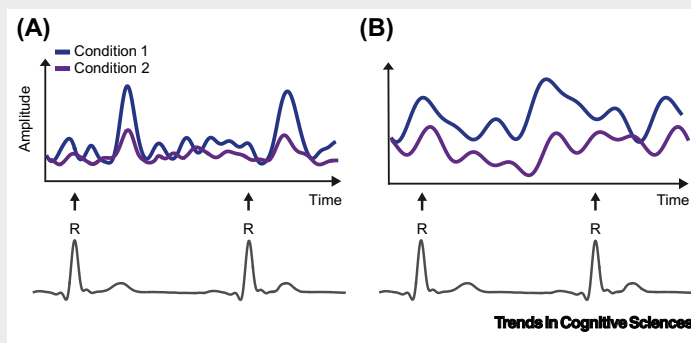 (A)
Condition 1
Condition 2
Amplitude
Time
R
R
(B)
Time
R
R
Trends in Cognitive Sciences